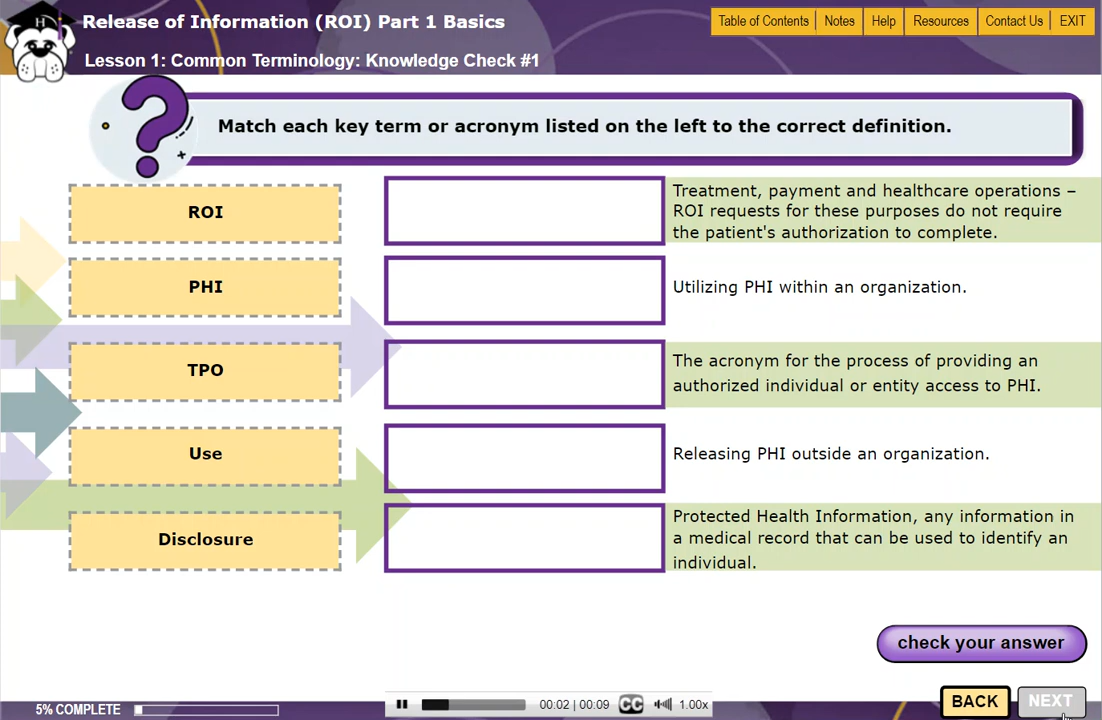 Release of Information (ROI) Part 1 Basics
Table of Contents
Notes
Help
Resources
Contact Us
EXIT
H
Lesson 1: Common Terminology: Knowledge Check #1
?
Match each key term or acronym listed on the left to the correct definition.
ROI
Treatment, payment and healthcare operations –
ROI requests for these purposes do not require
the patient's authorization to complete.
PHI
Utilizing PHI within an organization.
TPO
The acronym for the process of providing an
authorized individual or entity access to PHI.
Use
Releasing PHI outside an organization.
Disclosure
Protected Health Information, any information in
a medical record that can be used to identify an
individual.
check your answer
5% COMPLETE
00:02 | 00:09
CC
1.00x
BACK
NEXT